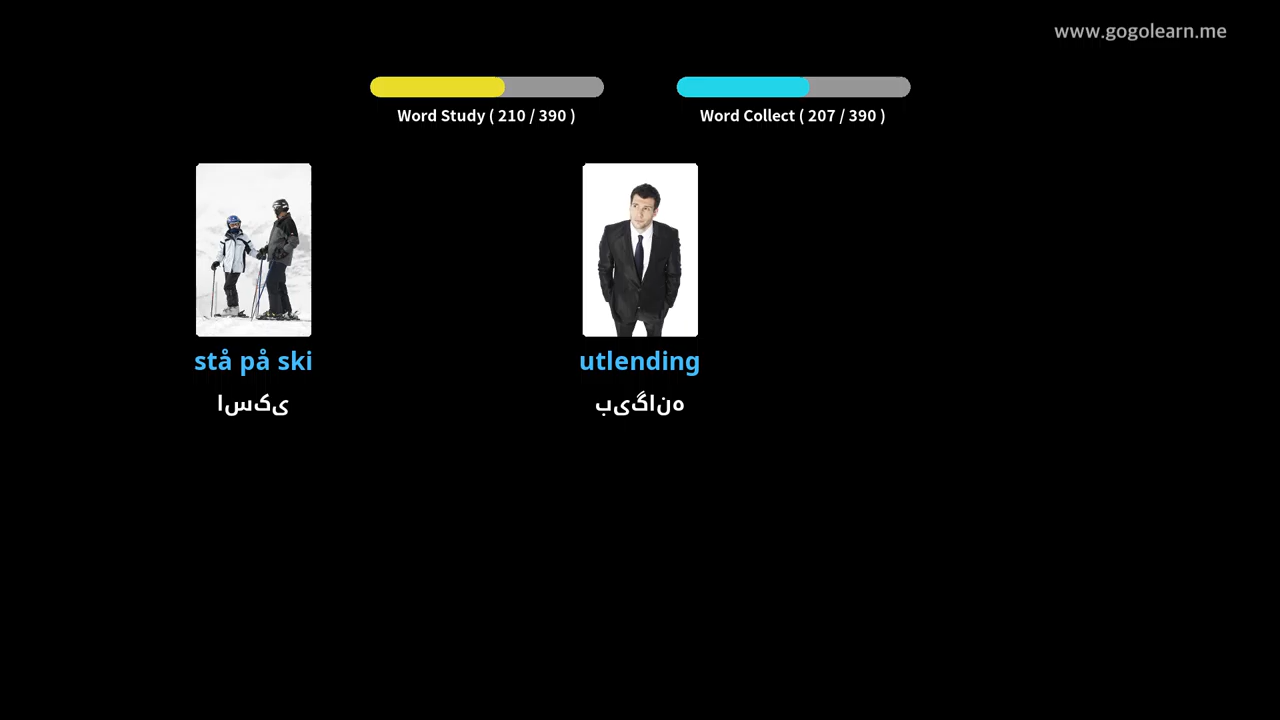 www.gogolearn.me
Word Study ( 210 / 390 )
Word Collect ( 207 / 390 )
stå på ski
اسکی
utlending
بیگانه